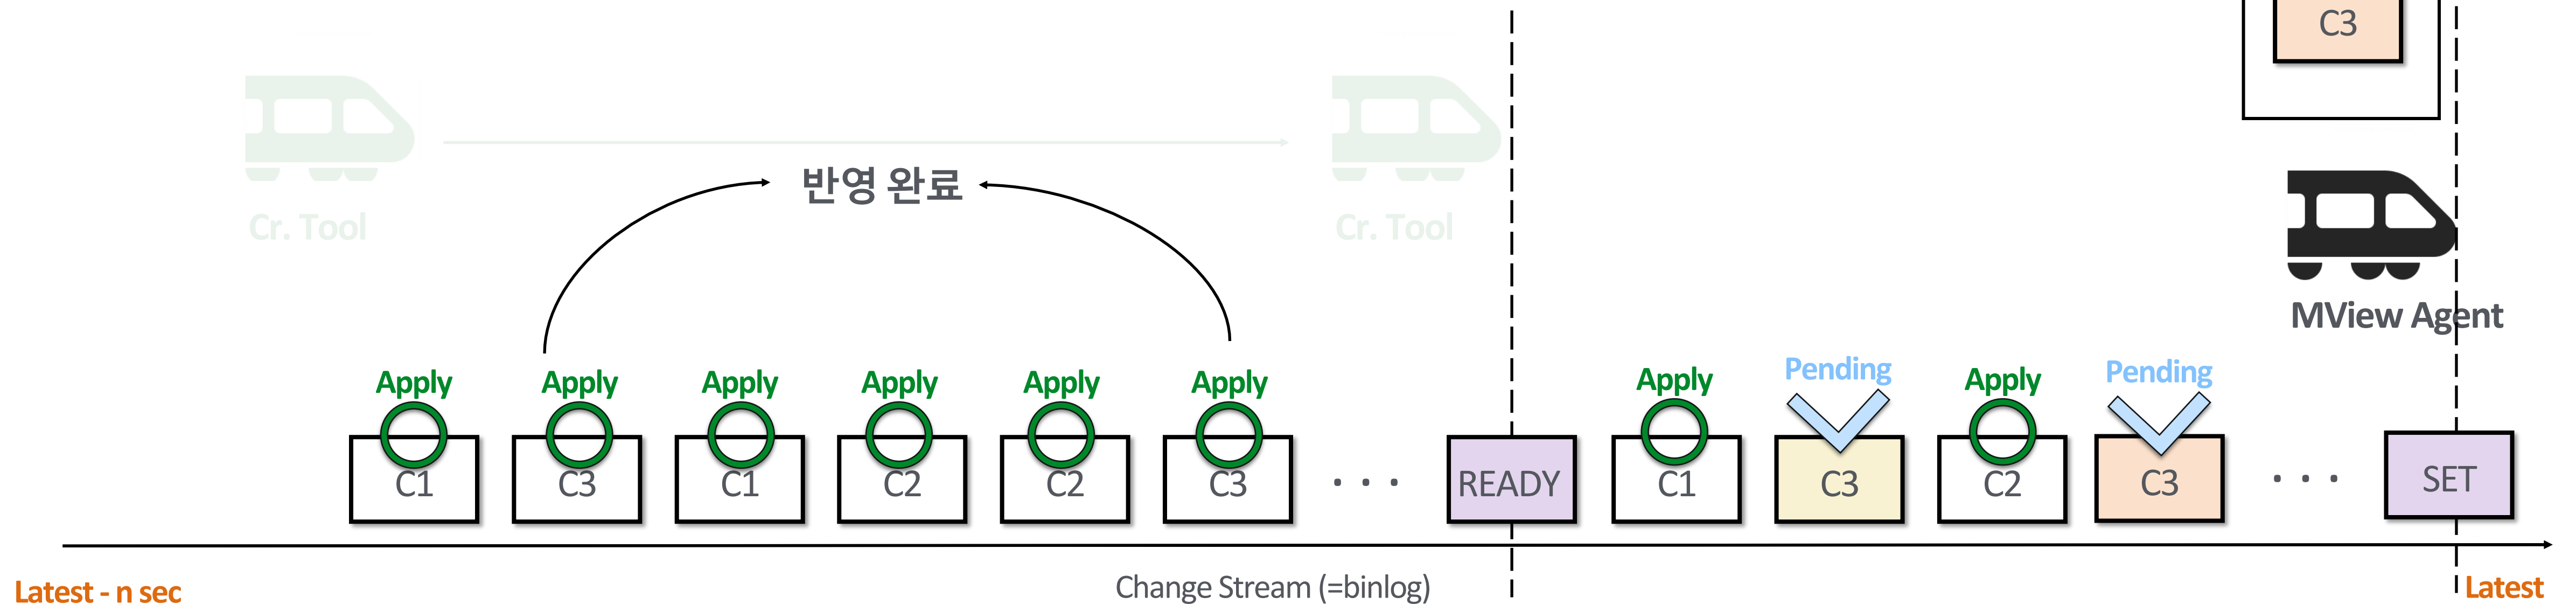 C3
반영 완료
Cr. Tool
Cr. Tool
MView Agent
Apply
Apply
Apply
Apply
Apply
Apply
Apply
Pending
Apply
Pending
C1
C3
C1
C2
C2
C3
· · ·
READY
C1
C3
C2
C3
· · ·
SET
Latest - n sec
Change Stream (=binlog)
Latest